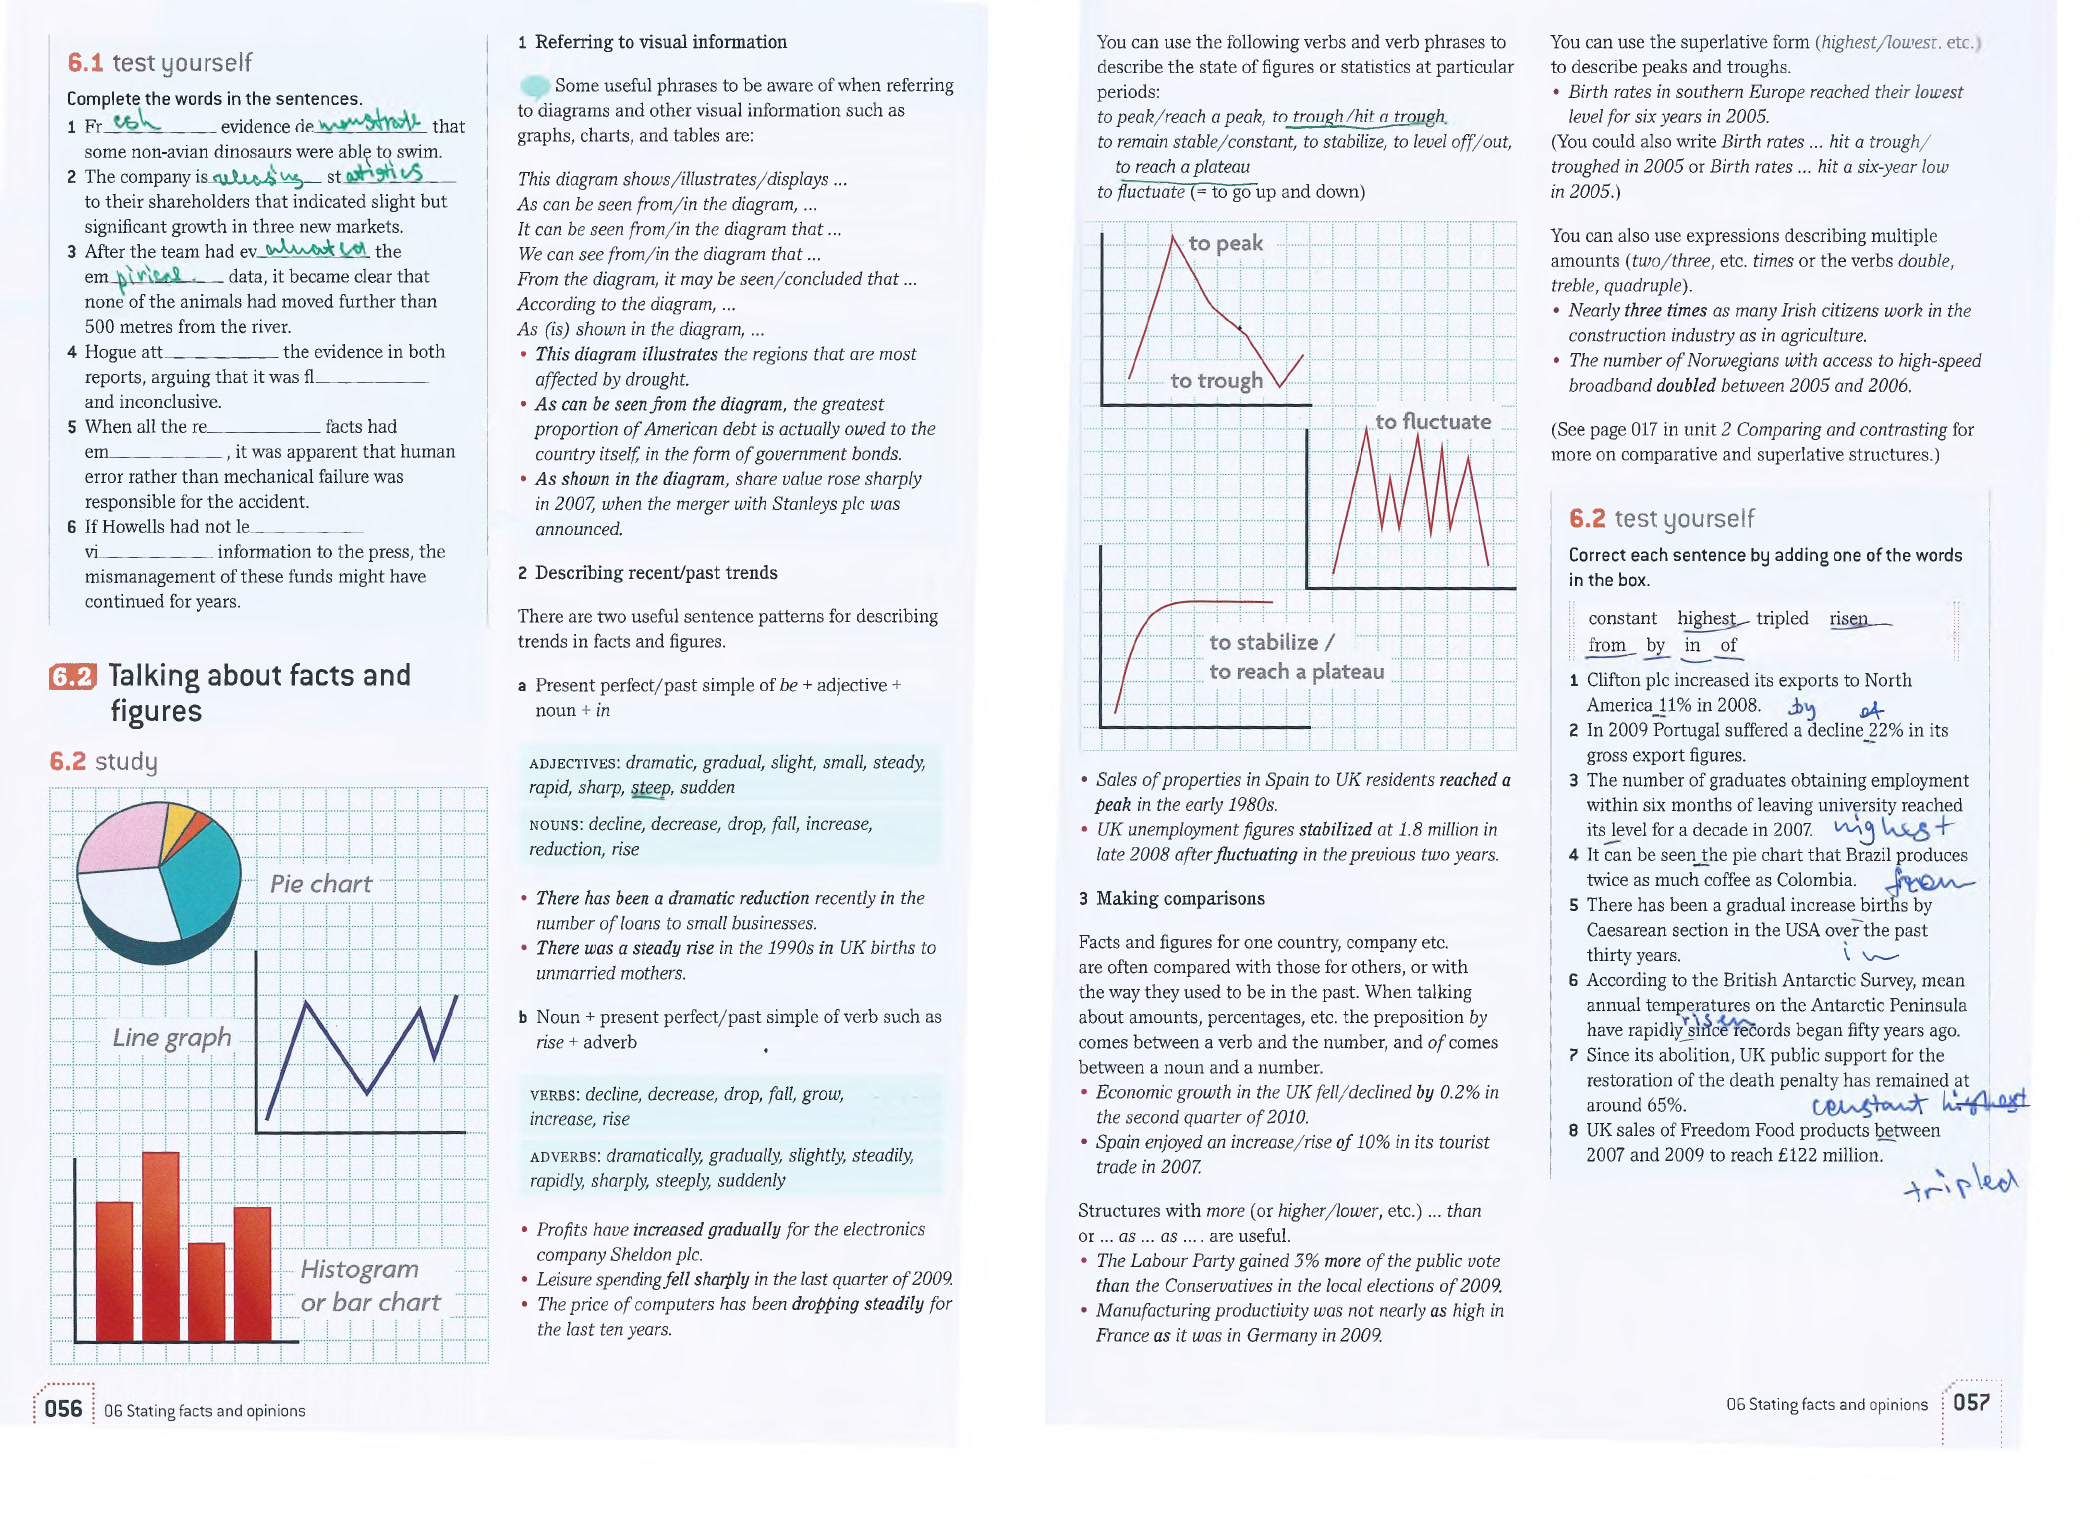 6.1 test yourself
Complete the words in the sentences.
1 Fr esh evidence de monstrate that
some non-avian dinosaurs were able to swim.
2 The company is releasing statistics
to their shareholders that indicated slight but
significant growth in three new markets.
3 After the team had evaluated the
empirical data, it became clear that
none of the animals had moved further than
500 metres from the river.
4 Hogue att____________ the evidence in both
reports, arguing that it was fl____________
and inconclusive.
5 When all the re____________ facts had
em____________, it was apparent that human
error rather than mechanical failure was
responsible for the accident.
6 If Howells had not le____________
vi____________ information to the press, the
mismanagement of these funds might have
continued for years.
6.2 Talking about facts and
figures
6.2 study
Pie chart
Line graph
Histogram
or bar chart
056 06 Stating facts and opinions
1 Referring to visual information
Some useful phrases to be aware of when referring
to diagrams and other visual information such as
graphs, charts, and tables are:
This diagram shows/illustrates/displays ...
As can be seen from/in the diagram, ...
It can be seen from/in the diagram that ...
We can see from/in the diagram that ...
From the diagram, it may be seen/concluded that ...
According to the diagram, ...
As (is) shown in the diagram, ...
• This diagram illustrates the regions that are most
affected by drought.
• As can be seen from the diagram, the greatest
proportion of American debt is actually owed to the
country itself, in the form of government bonds.
• As shown in the diagram, share value rose sharply
in 2007, when the merger with Stanleys plc was
announced.
2 Describing recent/past trends
There are two useful sentence patterns for describing
trends in facts and figures.
a Present perfect/past simple of be + adjective +
noun + in
ADJECTIVES: dramatic, gradual, slight, small, steady,
rapid, sharp, steep, sudden
NOUNS: decline, decrease, drop, fall, increase,
reduction, rise
• There has been a dramatic reduction recently in the
number of loans to small businesses.
• There was a steady rise in the 1990s in UK births to
unmarried mothers.
b Noun + present perfect/past simple of verb such as
rise + adverb
VERBS: decline, decrease, drop, fall, grow,
increase, rise
ADVERBS: dramatically, gradually, slightly, steadily,
rapidly, sharply, steeply, suddenly
• Profits have increased gradually for the electronics
company Sheldon plc.
• Leisure spending fell sharply in the last quarter of 2009.
• The price of computers has been dropping steadily for
the last ten years.
You can use the following verbs and verb phrases to
describe the state of figures or statistics at particular
periods:
to peak/reach a peak, to trough/hit a trough,
to remain stable/constant, to stabilize, to level off/out,
to reach a plateau
to fluctuate (= to go up and down)
to peak
to trough
to fluctuate
to stabilize /
to reach a plateau
• Sales of properties in Spain to UK residents reached a
peak in the early 1980s.
• UK unemployment figures stabilized at 1.8 million in
late 2008 after fluctuating in the previous two years.
3 Making comparisons
Facts and figures for one country, company etc.
are often compared with those for others, or with
the way they used to be in the past. When talking
about amounts, percentages, etc. the preposition by
comes between a verb and the number, and of comes
between a noun and a number.
• Economic growth in the UK fell/declined by 0.2% in
the second quarter of 2010.
• Spain enjoyed an increase/rise of 10% in its tourist
trade in 2007.
Structures with more (or higher/lower, etc.) ... than
or ... as ... as .... are useful.
• The Labour Party gained 3% more of the public vote
than the Conservatives in the local elections of 2009.
• Manufacturing productivity was not nearly as high in
France as it was in Germany in 2009.
You can use the superlative form (highest/lowest, etc.)
to describe peaks and troughs.
• Birth rates in southern Europe reached their lowest
level for six years in 2005.
(You could also write Birth rates ... hit a trough/
troughed in 2005 or Birth rates ... hit a six-year low
in 2005.)
You can also use expressions describing multiple
amounts (two/three, etc. times or the verbs double,
treble, quadruple).
• Nearly three times as many Irish citizens work in the
construction industry as in agriculture.
• The number of Norwegians with access to high-speed
broadband doubled between 2005 and 2006.
(See page 017 in unit 2 Comparing and contrasting for
more on comparative and superlative structures.)
6.2 test yourself
Correct each sentence by adding one of the words
in the box.
constant highest tripled risen
from by in of
1 Clifton plc increased its exports to North
America 11% in 2008. by of
2 In 2009 Portugal suffered a decline 22% in its
gross export figures.
3 The number of graduates obtaining employment
within six months of leaving university reached
its level for a decade in 2007. highest
4 It can be seen the pie chart that Brazil produces
twice as much coffee as Colombia. from
5 There has been a gradual increase births by
Caesarean section in the USA over the past
thirty years. in
6 According to the British Antarctic Survey, mean
annual temperatures on the Antarctic Peninsula
risen
have rapidly since records began fifty years ago.
7 Since its abolition, UK public support for the
restoration of the death penalty has remained at
around 65%. constant highest
8 UK sales of Freedom Food products between
2007 and 2009 to reach £122 million.
tripled
06 Stating facts and opinions 057